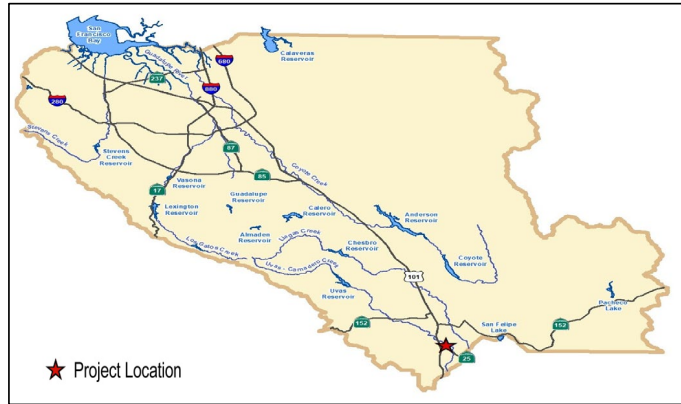 San
Francisco
Bay
Calaveras
Reservoir
Guadalupe River
680
237
880
280
Stevens Creek
Stevens
Creek
Reservoir
87
85
Coyote Creek
17
Vasona
Reservoir
Lexington
Reservoir
Guadalupe
Reservoir
Calero
Reservoir
Anderson
Reservoir
Almaden
Reservoir
Los Gatos Creek
Llagas Creek
Chesbro
Reservoir
Coyote
Reservoir
Uvas - Carnadero Creek
101
Uvas
Reservoir
Pacheco
Lake
152
San Felipe
Lake
152
25
Project Location